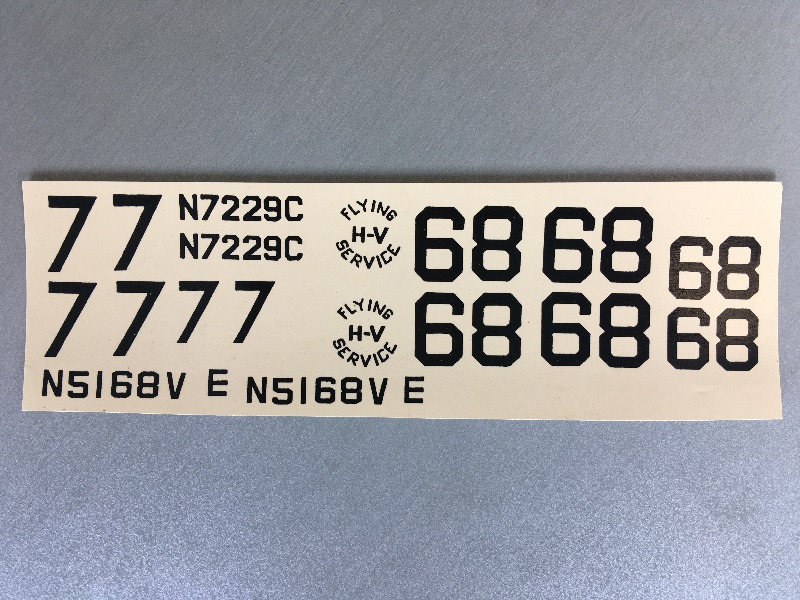 77
N7229C
N7229C
FLYING
H-V
SERVICE
68 68 68
7777
FLYING
H-V
SERVICE
68 68 68
N5168V E N5168V E